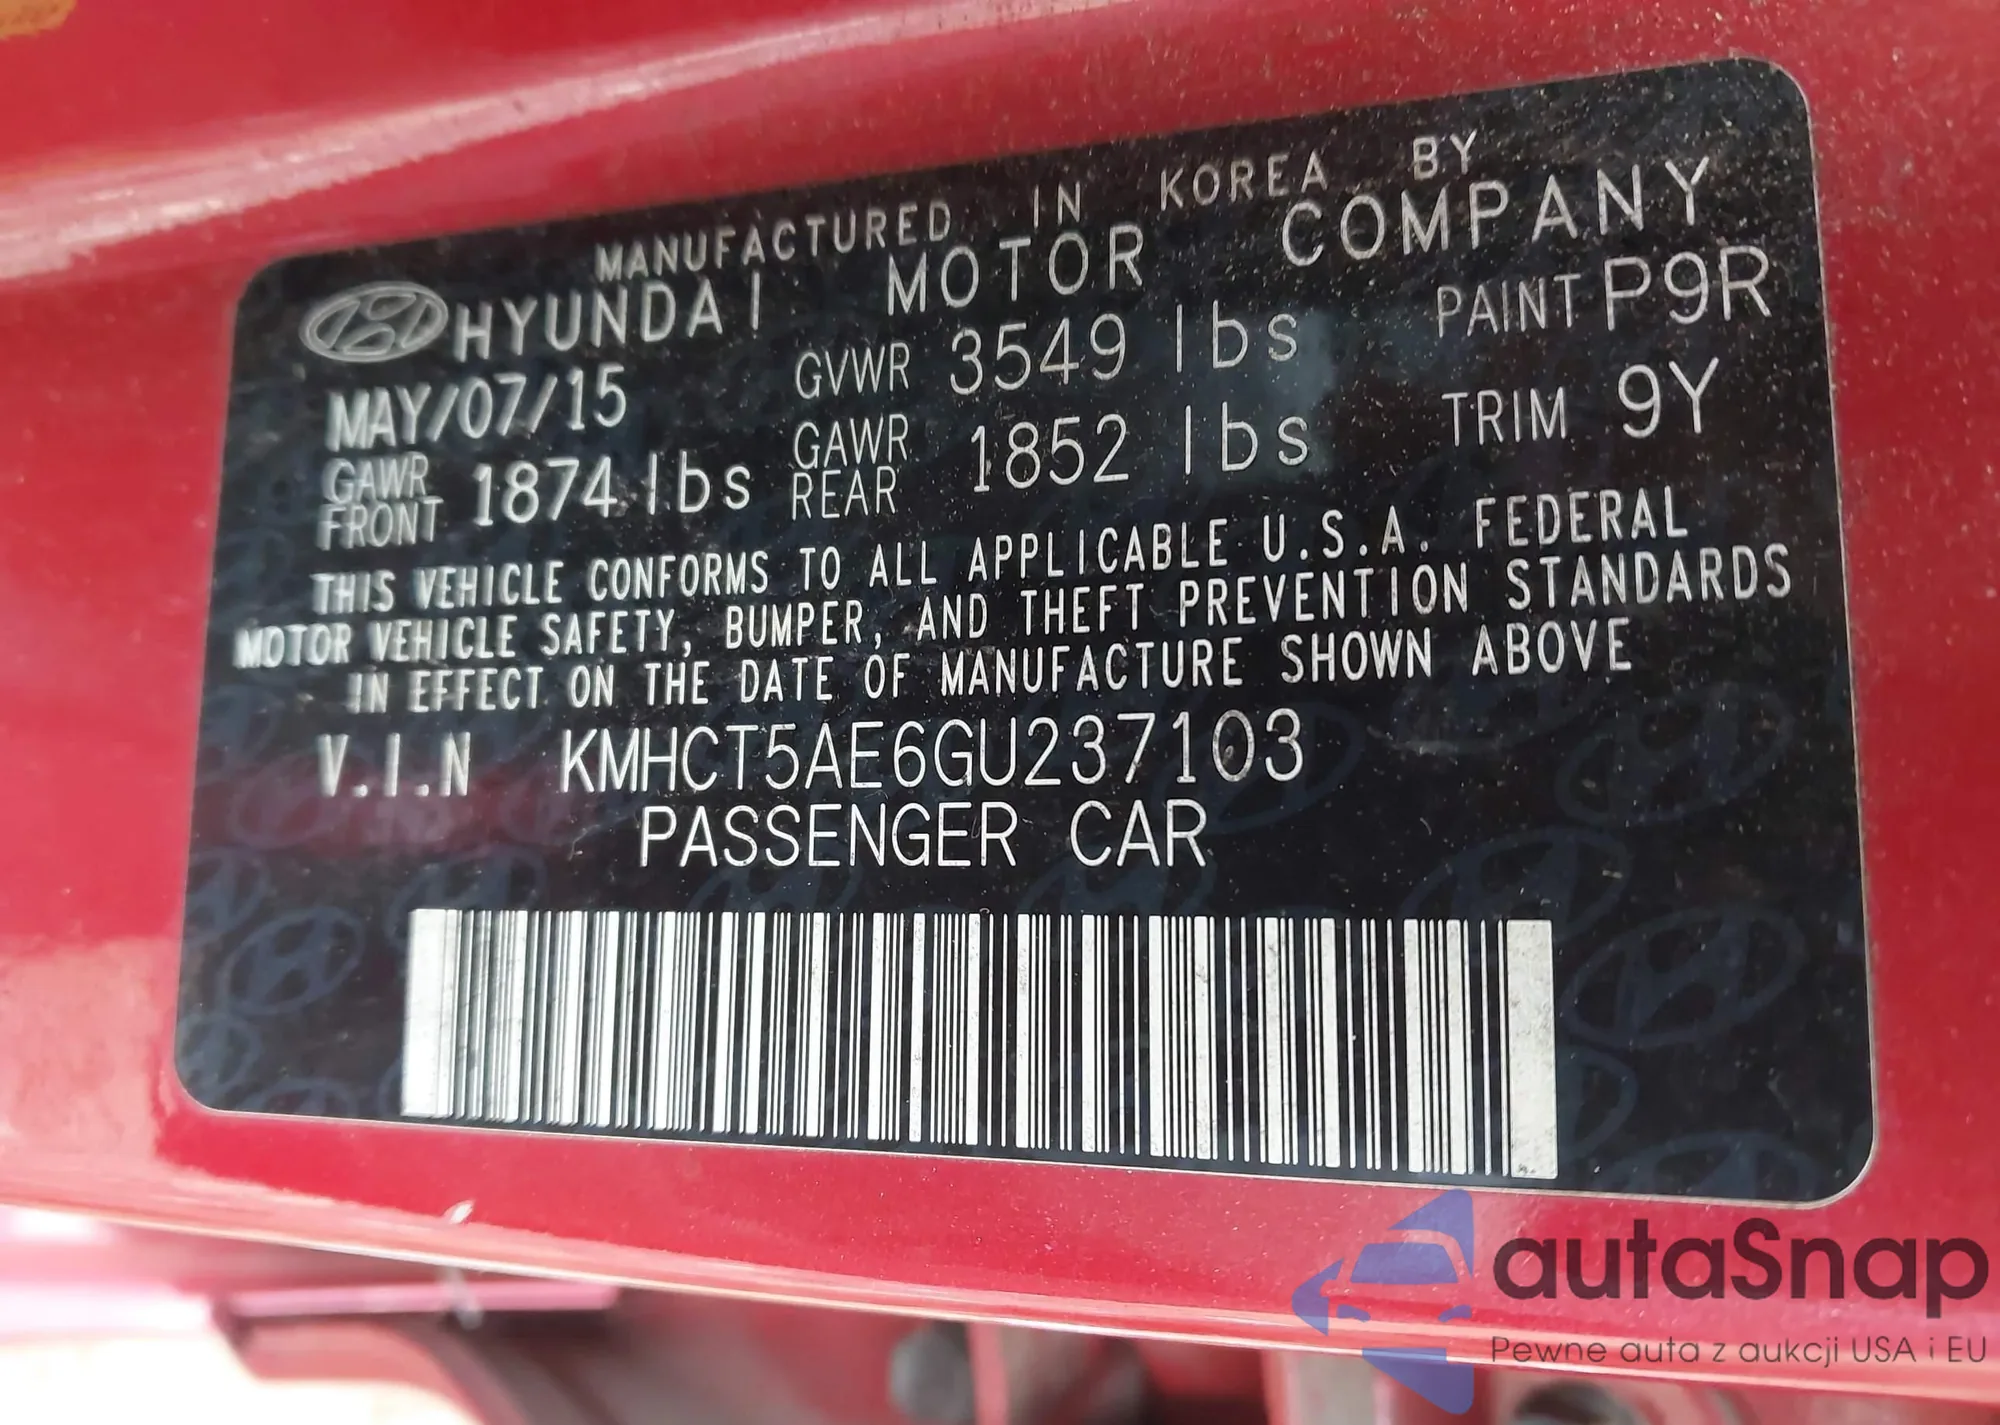 MANUFACTURED IN KOREA BY
HYUNDAI MOTOR COMPANY
MAY/07/15 GVWR 3549 lbs PAINT P9R
GAWR FRONT 1874 lbs GAWR REAR 1852 lbs TRIM 9Y
THIS VEHICLE CONFORMS TO ALL APPLICABLE U.S.A. FEDERAL
MOTOR VEHICLE SAFETY, BUMPER, AND THEFT PREVENTION STANDARDS
IN EFFECT ON THE DATE OF MANUFACTURE SHOWN ABOVE
V.I.N KMHCT5AE6GU237103
PASSENGER CAR
autaSnap
Pewne auta z aukcji USA i EU